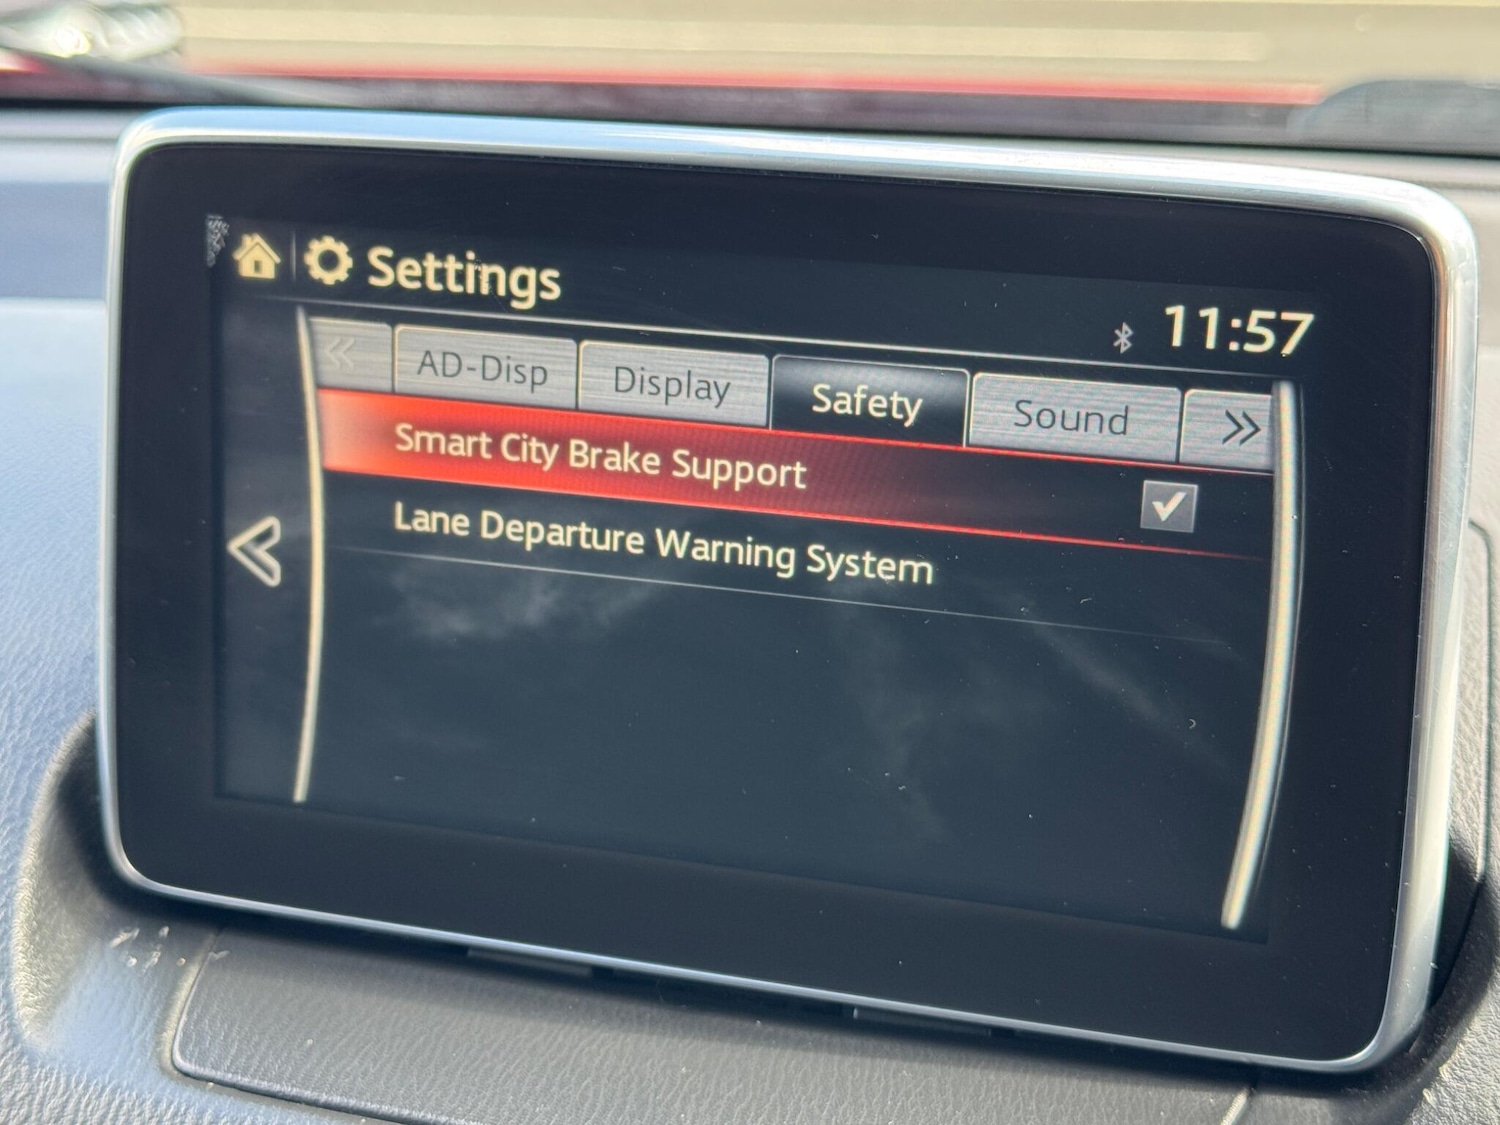 Settings
11:57
AD-Disp
Display
Safety
Sound
Smart City Brake Support
Lane Departure Warning System